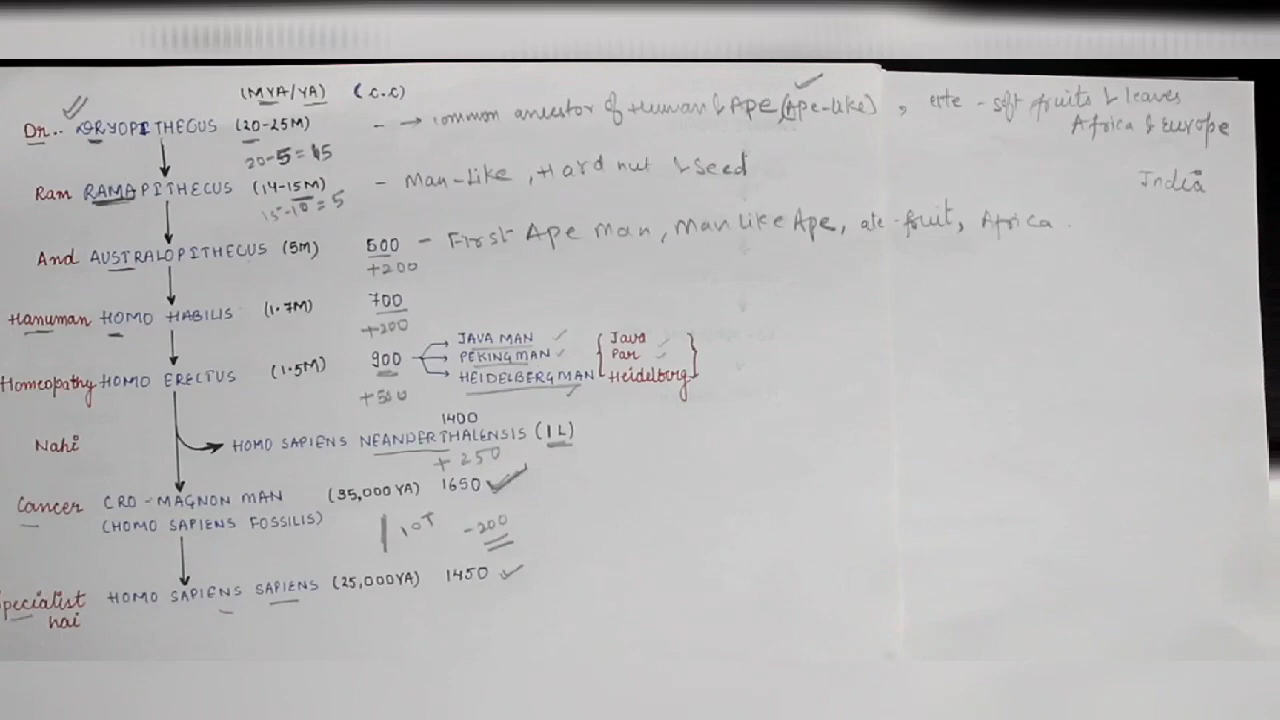 (MYA/YA) (C.C)
Dr.. DRYOPITHECUS (20-25M) - → common ancestor of Human & APE (Ape-like), ate - soft fruits & leaves
Africa & Europe
20-5=15
Ram RAMAPITHECUS (14-15M) - Man-Like, Hard nut & Seed
India
15-10=5
And AUSTRALOPITHECUS (5M) 500 - First Ape Man, Man like Ape, ate fruit, Africa.
+200
Hanuman HOMO HABILIS (1.7M) 700
+200
Homeopathy HOMO ERECTUS (1.5M) 900
JAVA MAN Java
PEKING MAN Par
HEIDELBERG MAN Heidelberg
+500
1400
Nahi HOMO SAPIENS NEANDERTHALENSIS (1L)
+250
Cancer CRO-MAGNON MAN (35,000YA) 1650
(HOMO SAPIENS FOSSILIS)
-200
Specialist HOMO SAPIENS SAPIENS (25,000YA) 1450
hai